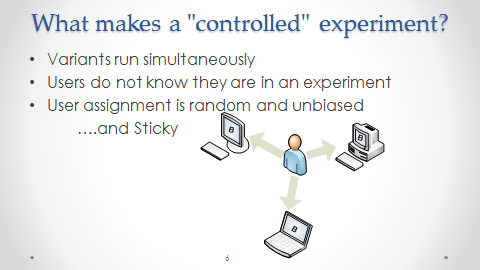 What makes a "controlled" experiment?
• Variants run simultaneously
• Users do not know they are in an experiment
• User assignment is random and unbiased
….and Sticky
B
B
B
6